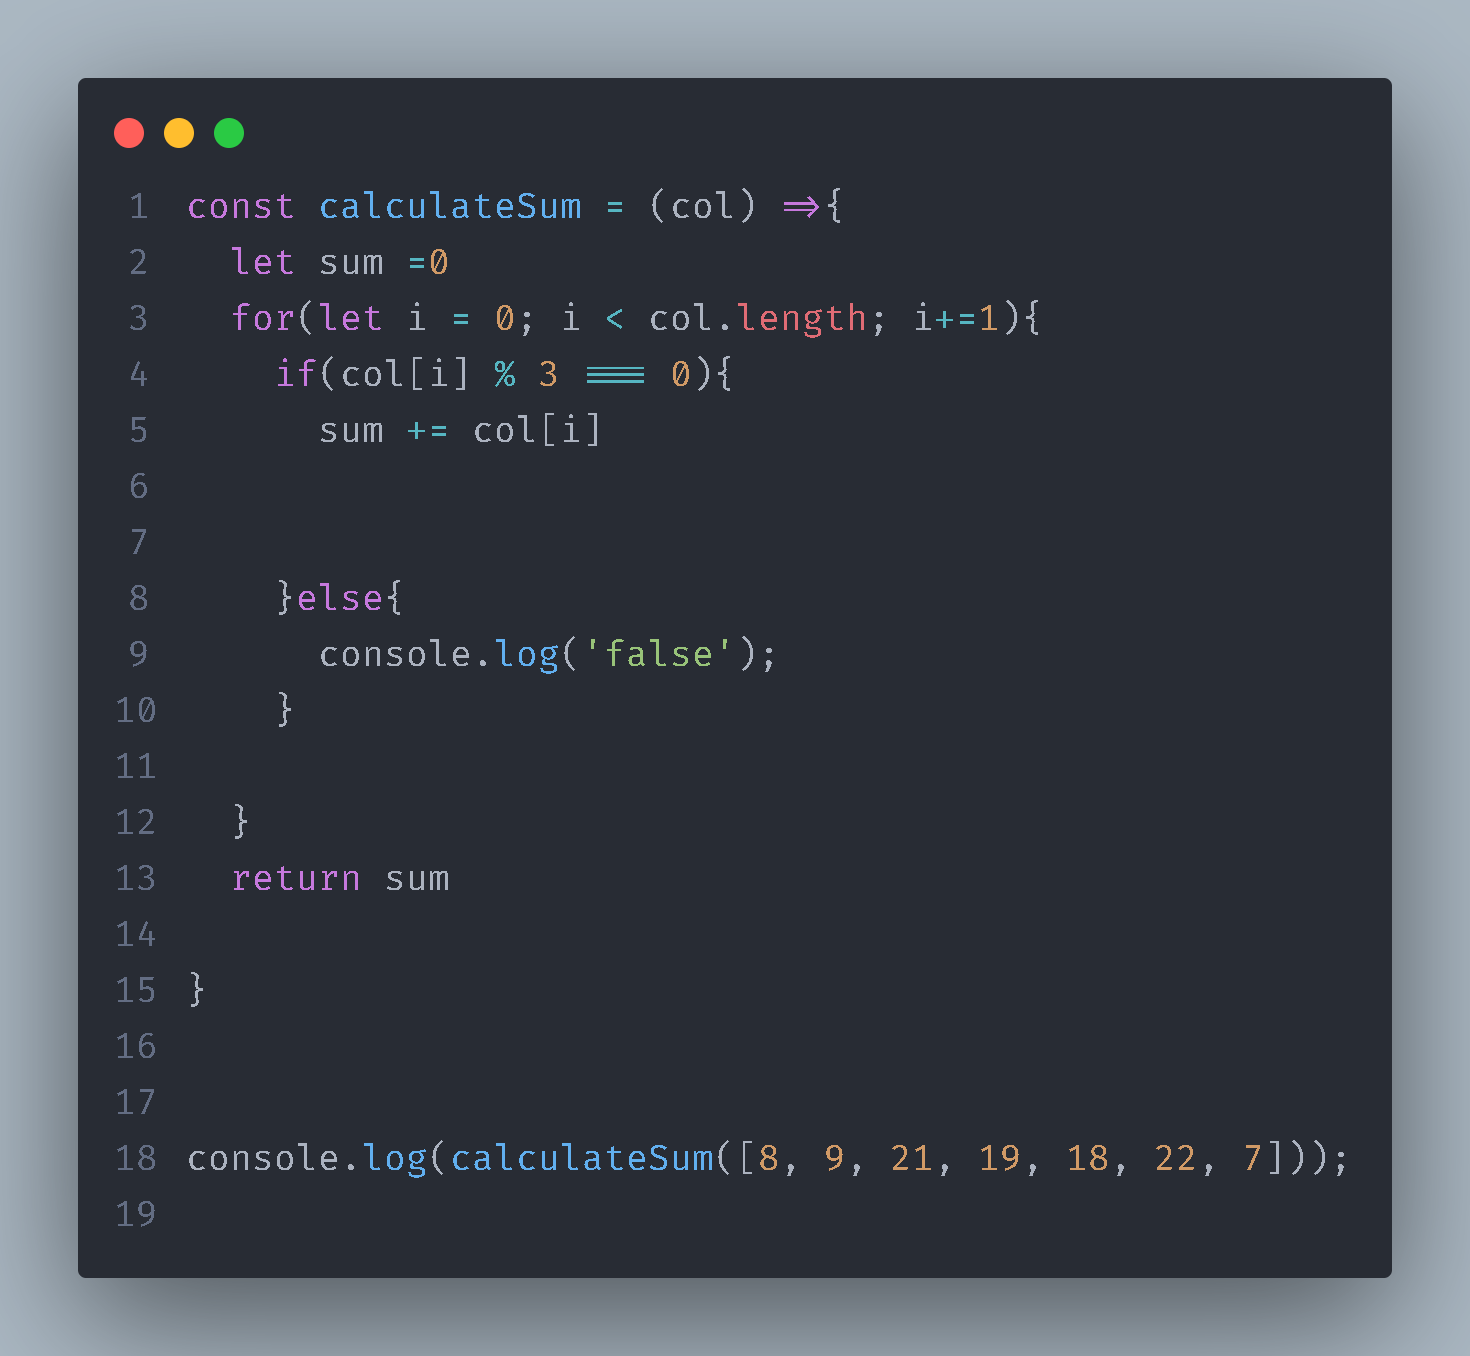 1 const calculateSum = (col) =>{
2   let sum =0
3   for(let i = 0; i < col.length; i+=1){
4     if(col[i] % 3 === 0){
5       sum += col[i]
6
7
8     }else{
9       console.log('false');
10     }
11
12   }
13   return sum
14
15 }
16
17
18 console.log(calculateSum([8, 9, 21, 19, 18, 22, 7]));
19